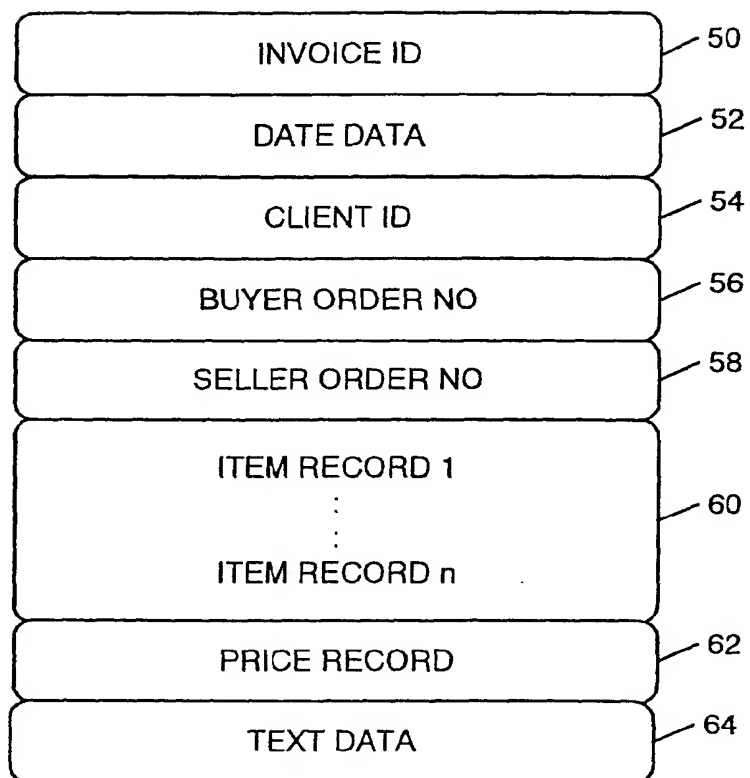 INVOICE ID 50
DATE DATA 52
CLIENT ID 54
BUYER ORDER NO 56
SELLER ORDER NO 58
ITEM RECORD 1
60
ITEM RECORD n
PRICE RECORD 62
TEXT DATA 64